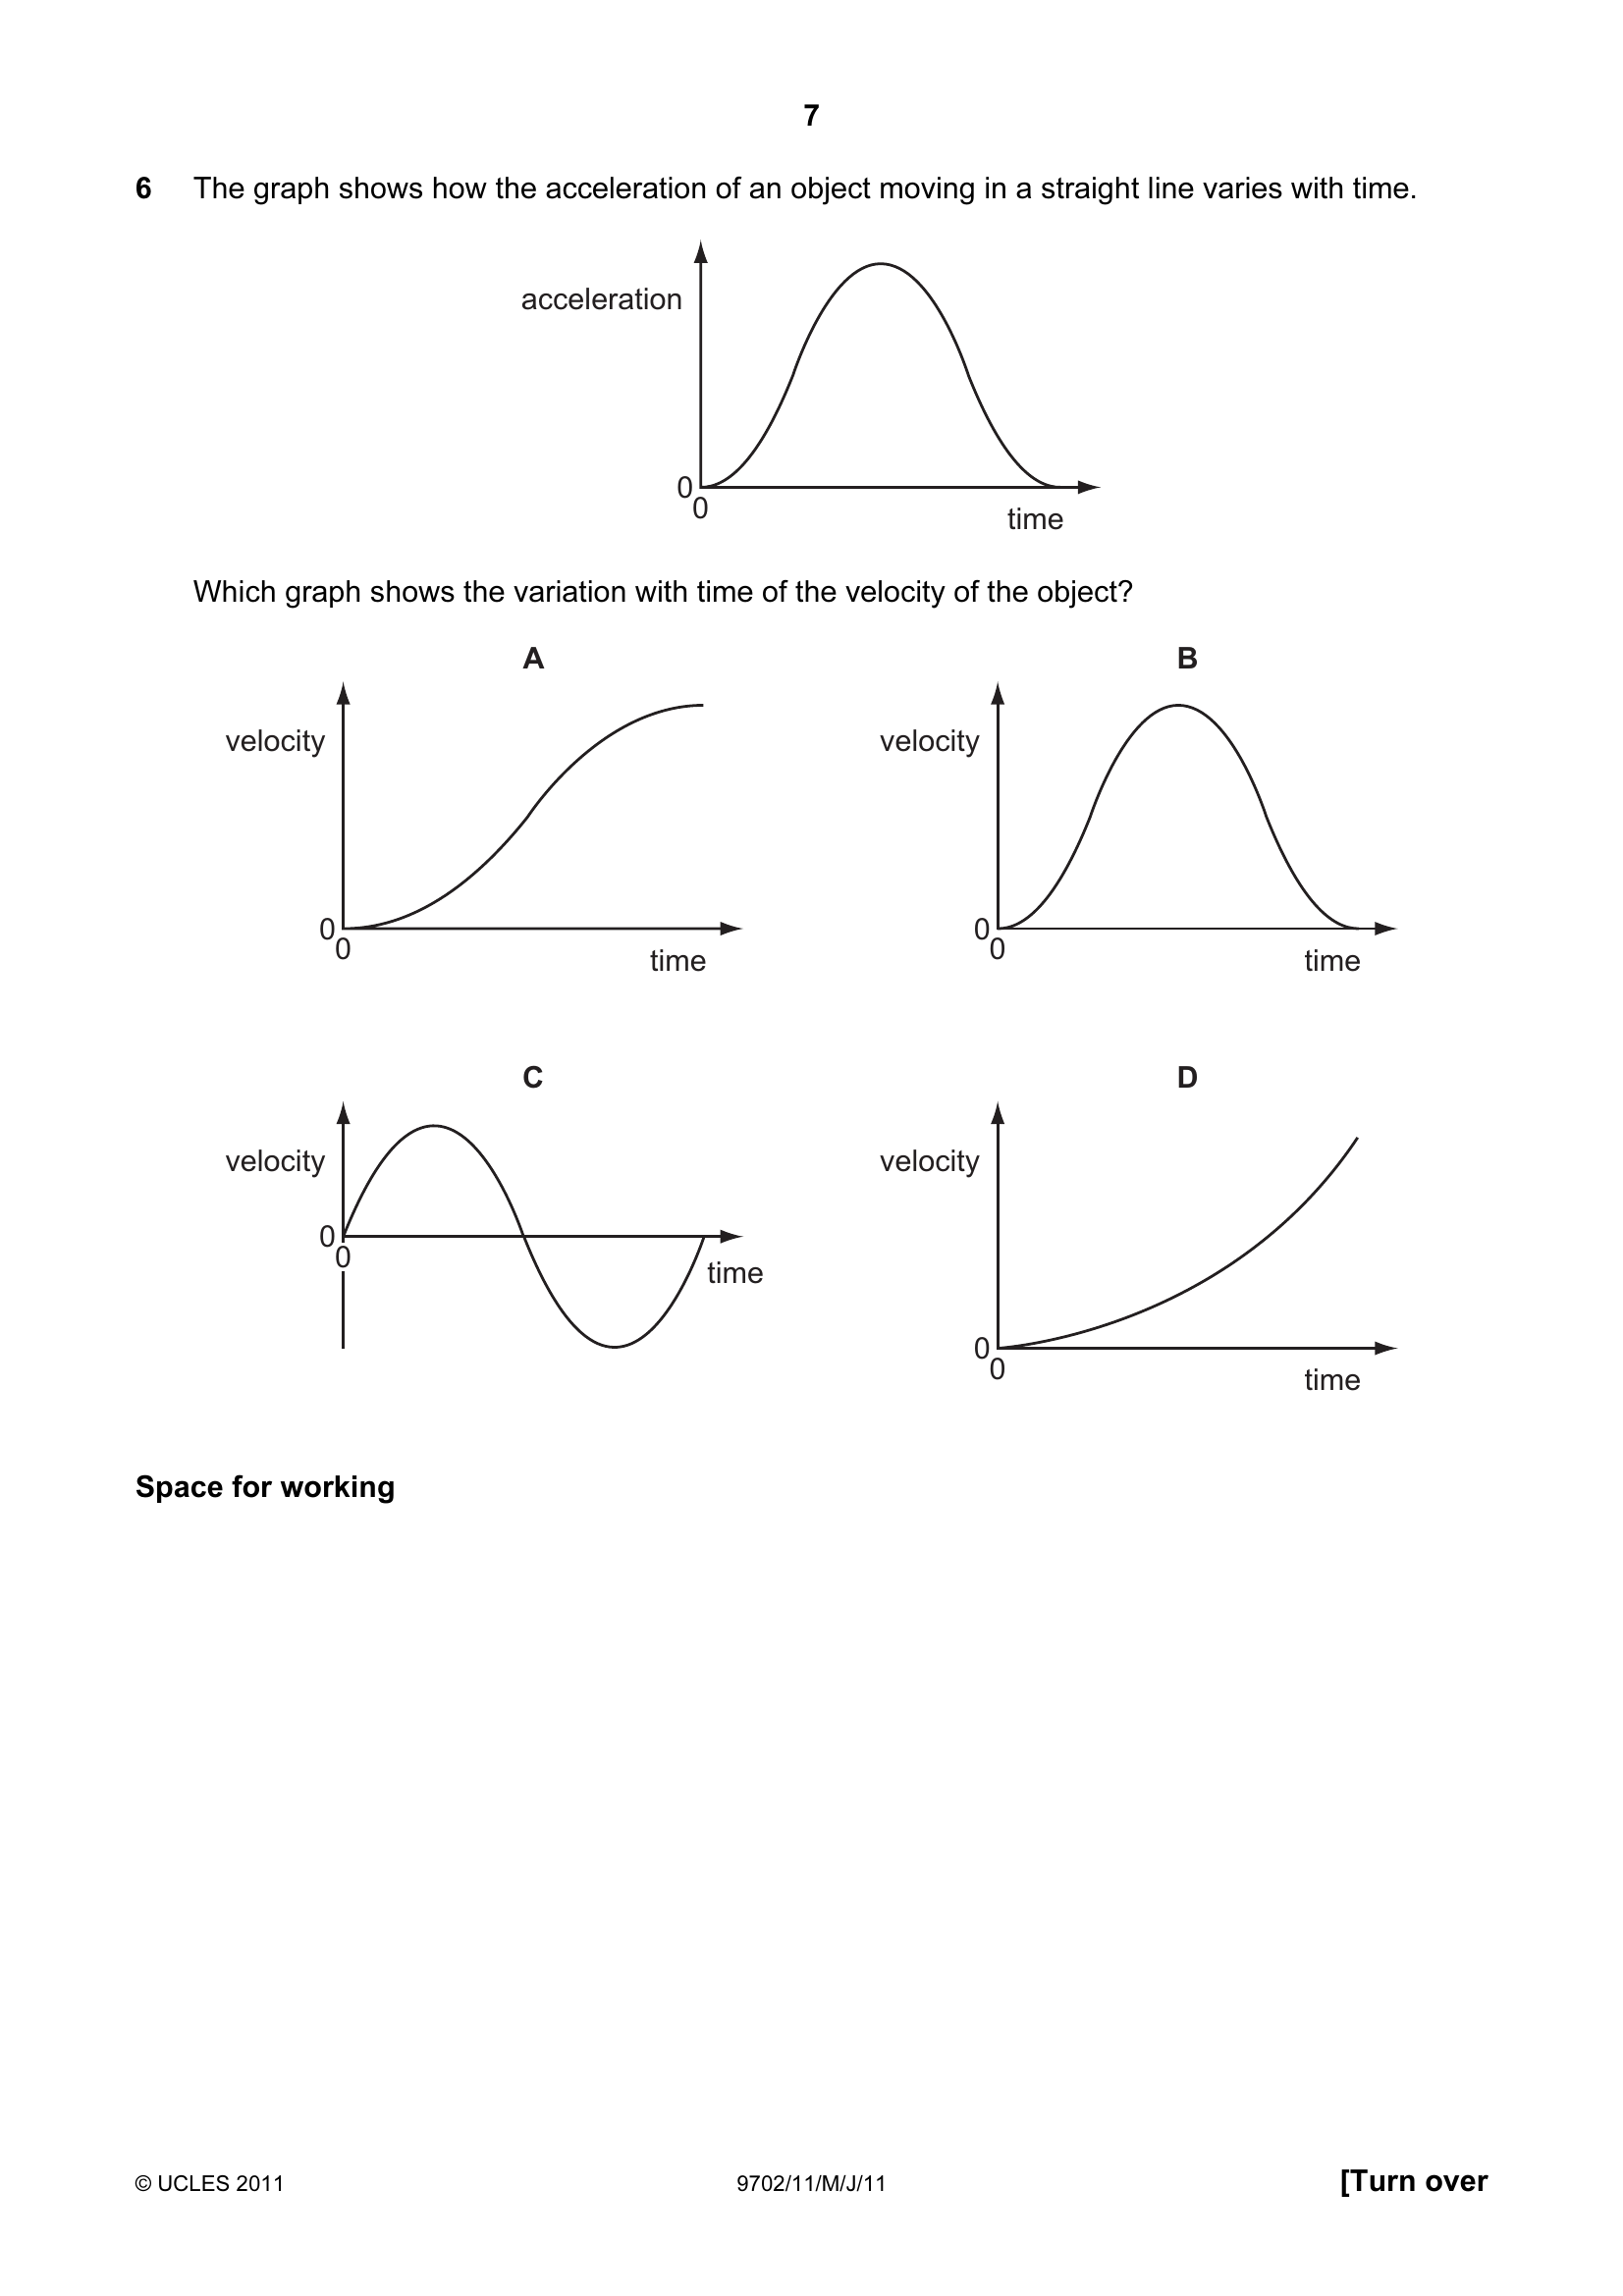 7
6 The graph shows how the acceleration of an object moving in a straight line varies with time.
acceleration
0
0
time
Which graph shows the variation with time of the velocity of the object?
A
velocity
0
0
time
B
velocity
0
0
time
C
velocity
0
0
time
D
velocity
0
0
time
Space for working
© UCLES 2011
9702/11/M/J/11
[Turn over